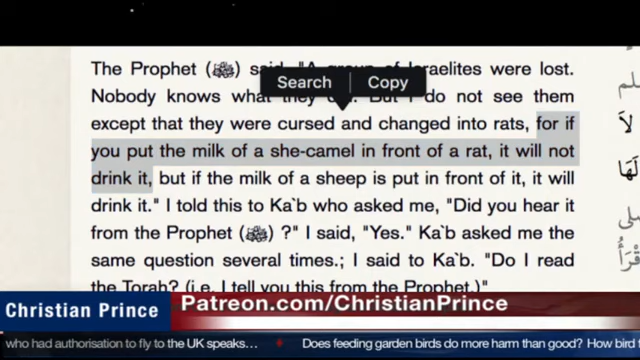 The Prophet (ﷺ) said, "A group of Israelites were lost.
Search Copy
Nobody knows what they But I do not see them
except that they were cursed and changed into rats, for if
you put the milk of a she-camel in front of a rat, it will not
drink it, but if the milk of a sheep is put in front of it, it will
drink it." I told this to Ka`b who asked me, "Did you hear it
from the Prophet (ﷺ) ?" I said, "Yes." Ka`b asked me the
same question several times.; I said to Ka`b. "Do I read
the Torah? (i.e. I tell you this from the Prophet.)"
لاَ
Christian Prince Patreon.com/ChristianPrince
who had authorisation to fly to the UK speaks... Does feeding garden birds do more harm than good? How bird